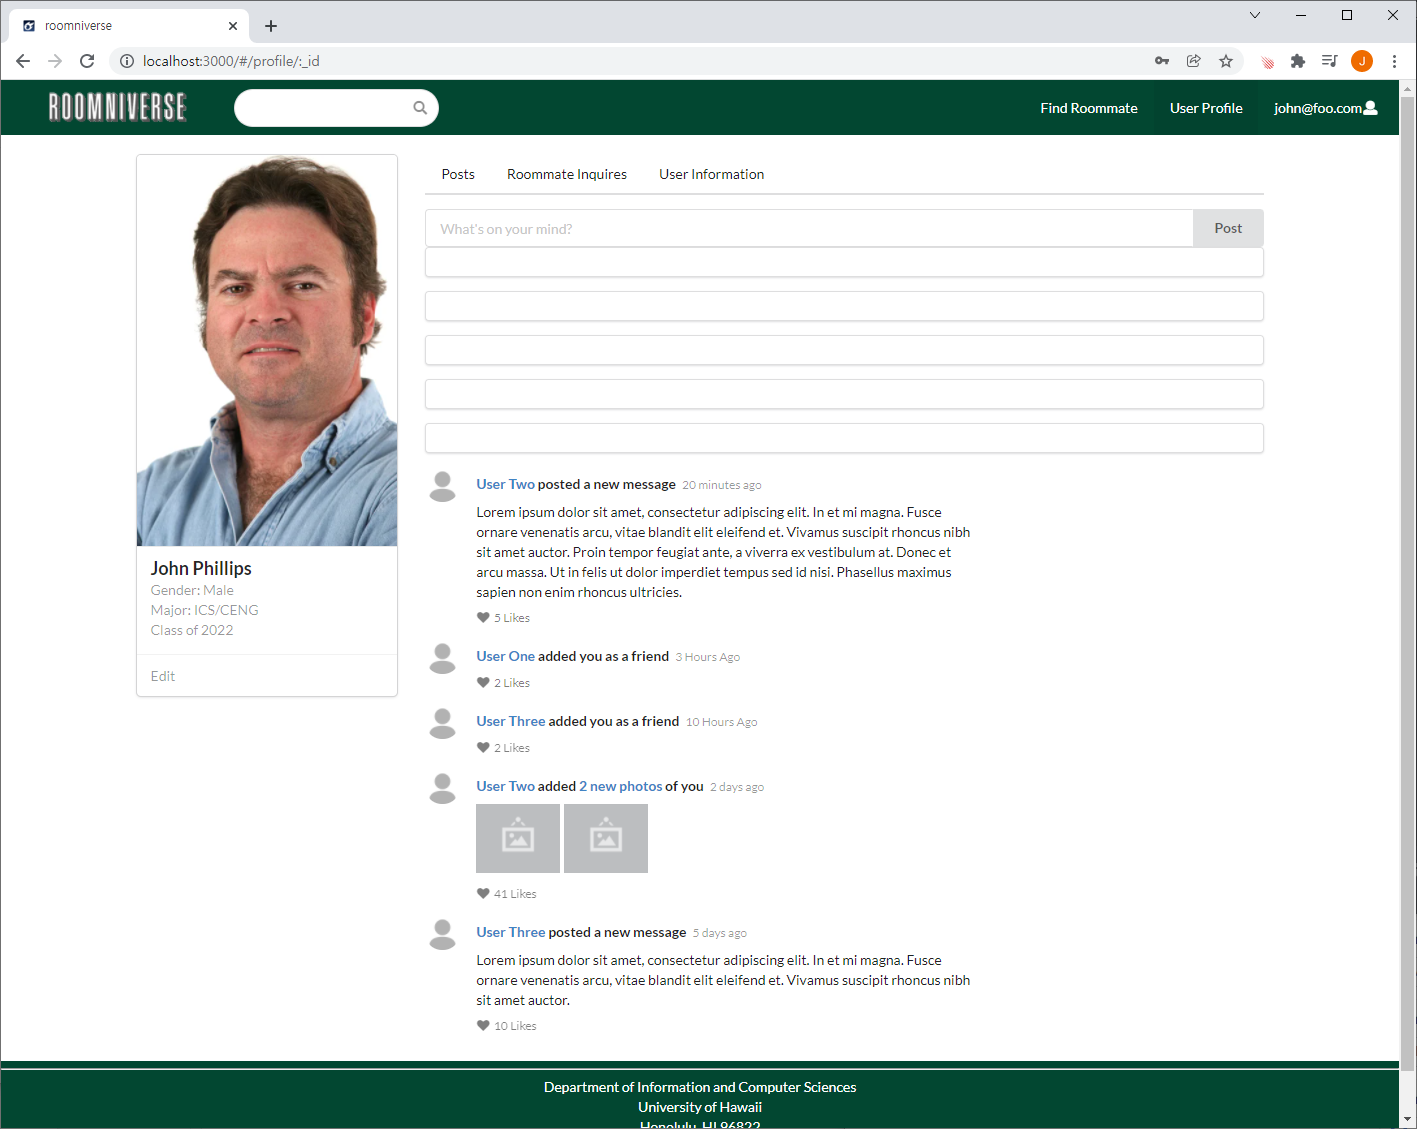 roomniverse
localhost:3000/#/profile/:_id
J
ROOMNIVERSE
Find Roommate
User Profile
john@foo.com
Posts
Roommate Inquires
User Information
What's on your mind?
Post
User Two posted a new message 20 minutes ago
Lorem ipsum dolor sit amet, consectetur adipiscing elit. In et mi magna. Fusce
ornare venenatis arcu, vitae blandit elit eleifend et. Vivamus suscipit rhoncus nibh
sit amet auctor. Proin tempor feugiat ante, a viverra ex vestibulum at. Donec et
arcu massa. Ut in felis ut dolor imperdiet tempus sed id nisi. Phasellus maximus
sapien non enim rhoncus ultricies.
5 Likes
John Phillips
Gender: Male
Major: ICS/CENG
Class of 2022
Edit
User One added you as a friend 3 Hours Ago
2 Likes
User Three added you as a friend 10 Hours Ago
2 Likes
User Two added 2 new photos of you 2 days ago
41 Likes
User Three posted a new message 5 days ago
Lorem ipsum dolor sit amet, consectetur adipiscing elit. In et mi magna. Fusce
ornare venenatis arcu, vitae blandit elit eleifend et. Vivamus suscipit rhoncus nibh
sit amet auctor.
10 Likes
Department of Information and Computer Sciences
University of Hawaii
Honolulu, HI 96822